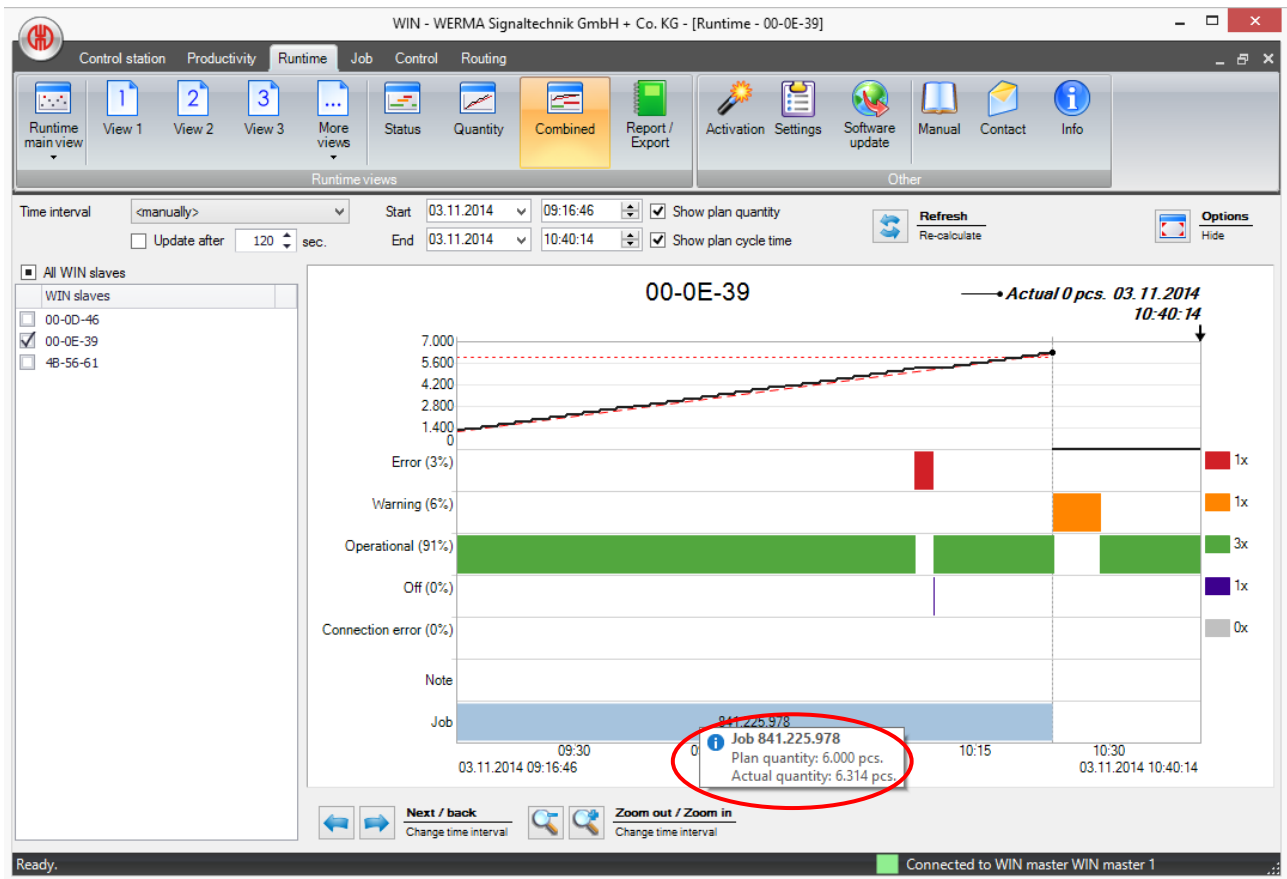 WIN - WERMA Signaltechnik GmbH + Co. KG - [Runtime - 00-0E-39]
Control station Productivity Runtime Job Control Routing
Runtime main view
View 1
View 2
View 3
More views
Status
Quantity
Combined
Report / Export
Activation
Settings
Software update
Manual
Contact
Info
Runtime views
Other
Time interval <manually> Start 03.11.2014 09:16:46 Show plan quantity Refresh Options
Update after 120 sec. End 03.11.2014 10:40:14 Show plan cycle time Re-calculate Hide
All WIN slaves
WIN slaves
00-0D-46
00-0E-39
4B-56-61
00-0E-39
Actual 0 pcs. 03.11.2014
10:40:14
7.000
5.600
4.200
2.800
1.400
0
Error (3%) 1x
Warning (6%) 1x
Operational (91%) 3x
Off (0%) 1x
Connection error (0%) 0x
Note
Job 841.225.978
Job 841.225.978
Plan quantity: 6.000 pcs.
Actual quantity: 6.314 pcs.
09:30 10:15 10:30
03.11.2014 09:16:46 03.11.2014 10:40:14
Next / back Zoom out / Zoom in
Change time interval Change time interval
Ready. Connected to WIN master WIN master 1